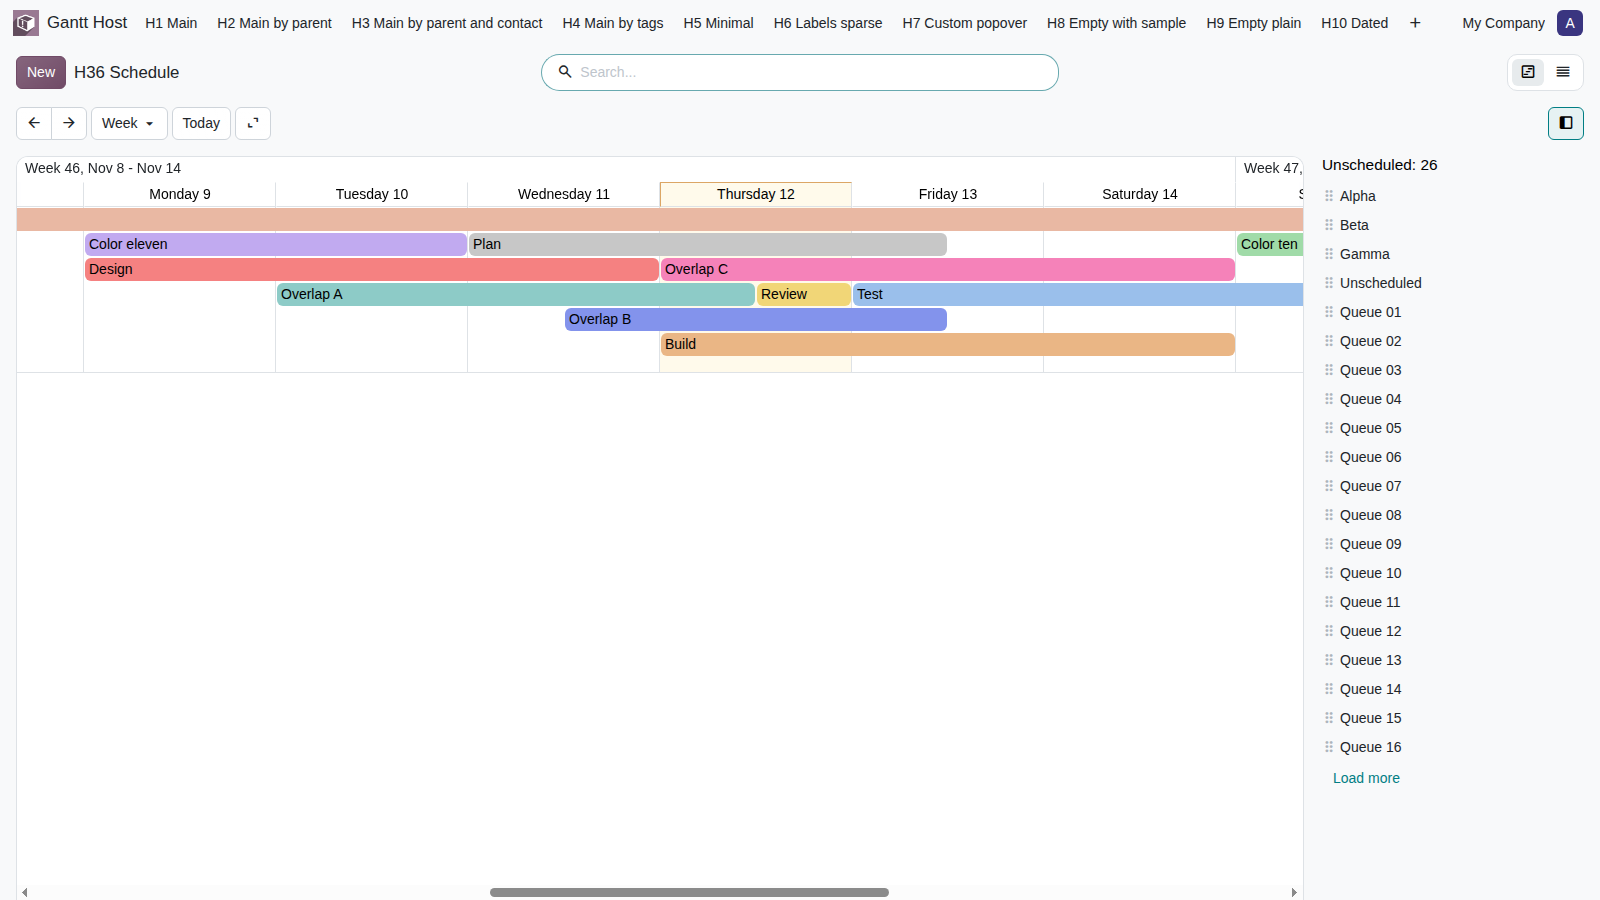 Gantt Host H1 Main H2 Main by parent H3 Main by parent and contact H4 Main by tags H5 Minimal H6 Labels sparse H7 Custom popover H8 Empty with sample H9 Empty plain H10 Dated + My Company A
New H36 Schedule Search...
Week Today
Week 46, Nov 8 - Nov 14 Week 47,
Monday 9 Tuesday 10 Wednesday 11 Thursday 12 Friday 13 Saturday 14
Color eleven Plan Color ten
Design Overlap C
Overlap A Review Test
Overlap B
Build
Unscheduled: 26
Alpha
Beta
Gamma
Unscheduled
Queue 01
Queue 02
Queue 03
Queue 04
Queue 05
Queue 06
Queue 07
Queue 08
Queue 09
Queue 10
Queue 11
Queue 12
Queue 13
Queue 14
Queue 15
Queue 16
Load more